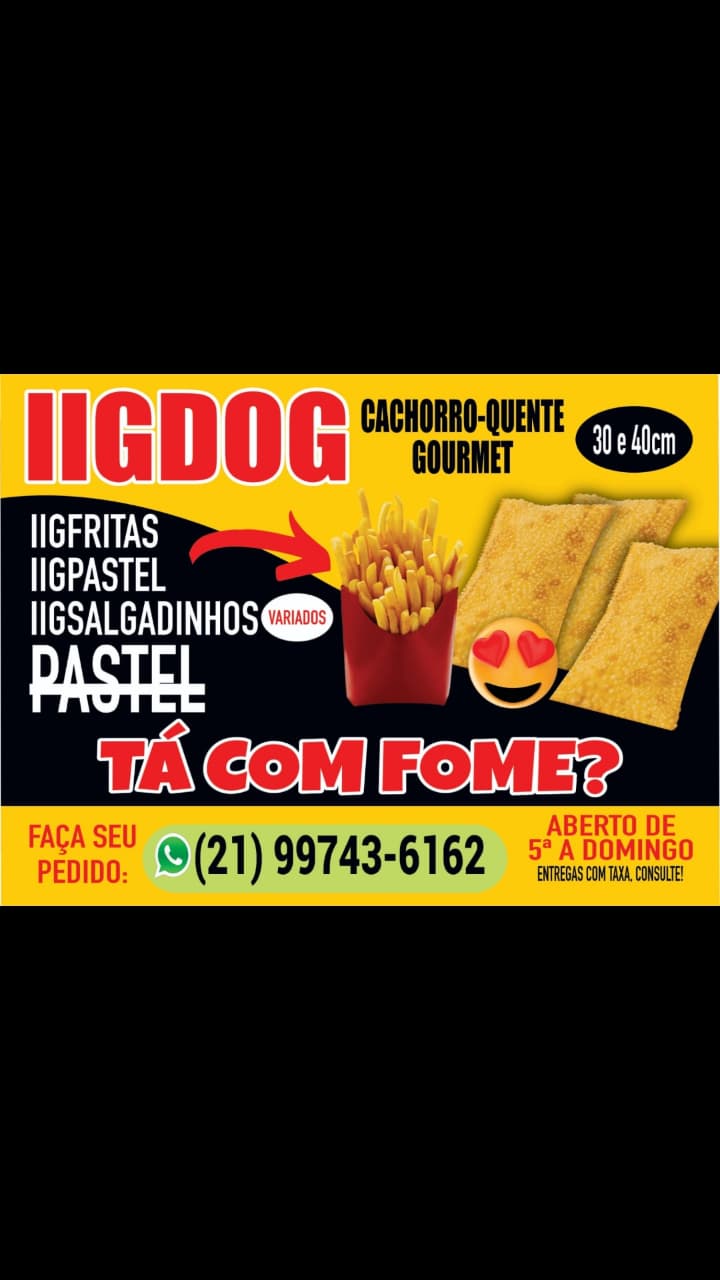 IIGDOG
CACHORRO-QUENTE
GOURMET
30 e 40cm
IIGFRITAS
IIGPASTEL
IIGSALGADINHOS
VARIADOS
PASTEL
TÁ COM FOME?
FAÇA SEU
PEDIDO:
(21) 99743-6162
ABERTO DE
5ª A DOMINGO
ENTREGAS COM TAXA, CONSULTE!